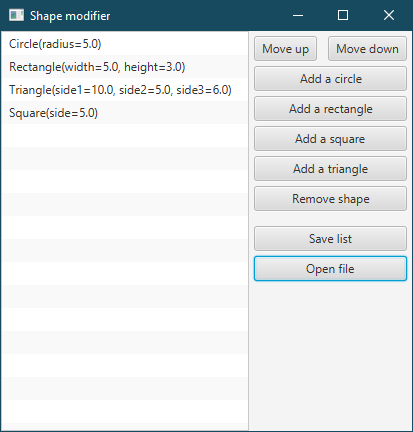 Shape modifier
Circle(radius=5.0)
Rectangle(width=5.0, height=3.0)
Triangle(side1=10.0, side2=5.0, side3=6.0)
Square(side=5.0)
Move up
Move down
Add a circle
Add a rectangle
Add a square
Add a triangle
Remove shape
Save list
Open file